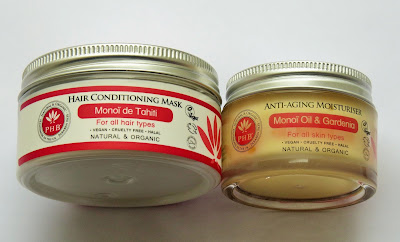 HAIR CONDITIONING MASK
Monoï de Tahiti
For all hair types
• VEGAN • CRUELTY FREE • HALAL
NATURAL & ORGANIC
PHB
ANTI-AGING MOISTURISER
Monoï Oil & Gardenia
For all skin types
• VEGAN • CRUELTY FREE • HALAL
NATURAL & ORGANIC
PHB